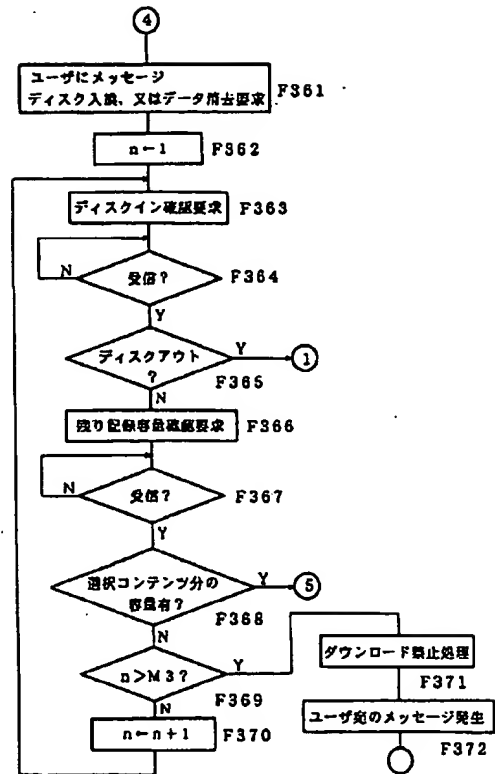 ④
ユーザにメッセージ
ディスク入換、又はデータ消去要求
F361
n←1
F362
ディスクイン確認要求
F363
受信?
N
F364
Y
ディスクアウト
?
Y
①
F365
N
残り記録容量確認要求
F366
受信?
N
F367
Y
選択コンテンツ分の
容量有?
Y
⑤
F368
N
n>M3?
Y
F369
N
n←n+1
F370
ダウンロード禁止処理
F371
ユーザ宛のメッセージ発生
F372